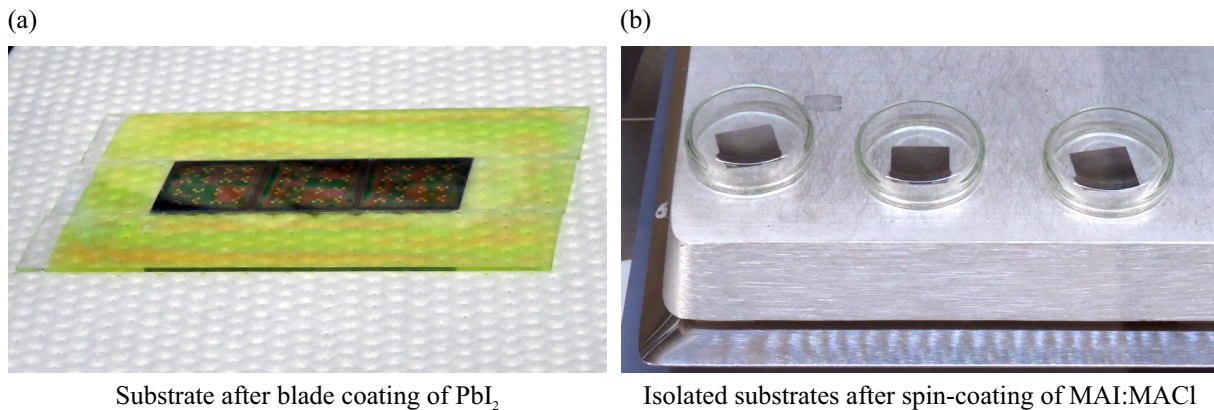 (a)
(b)
Substrate after blade coating of PbI₂
Isolated substrates after spin-coating of MAI:MACl